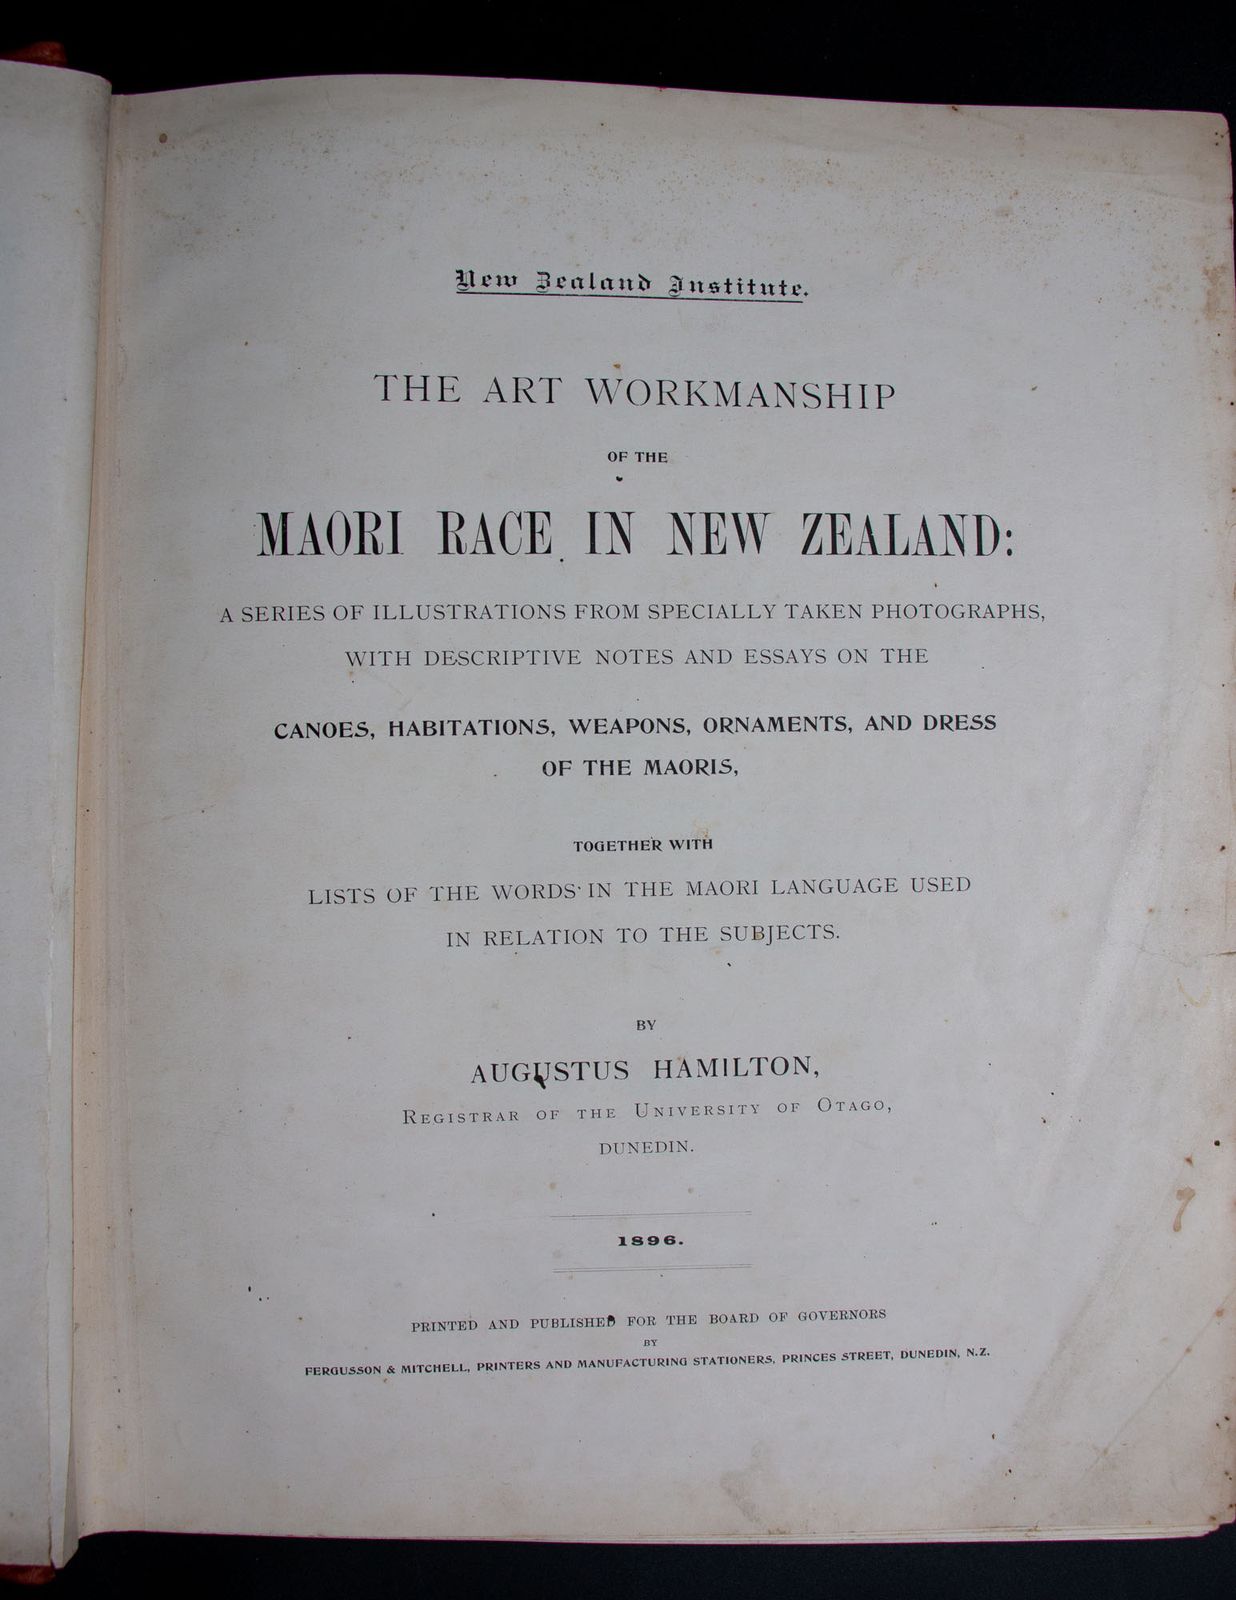 New Zealand Institute.
THE ART WORKMANSHIP
OF THE
MAORI RACE IN NEW ZEALAND:
A SERIES OF ILLUSTRATIONS FROM SPECIALLY TAKEN PHOTOGRAPHS,
WITH DESCRIPTIVE NOTES AND ESSAYS ON THE
CANOES, HABITATIONS, WEAPONS, ORNAMENTS, AND DRESS
OF THE MAORIS,
TOGETHER WITH
LISTS OF THE WORDS IN THE MAORI LANGUAGE USED
IN RELATION TO THE SUBJECTS.
BY
AUGUSTUS HAMILTON,
REGISTRAR OF THE UNIVERSITY OF OTAGO,
DUNEDIN.
1896.
PRINTED AND PUBLISHED FOR THE BOARD OF GOVERNORS
BY
FERGUSSON & MITCHELL, PRINTERS AND MANUFACTURING STATIONERS, PRINCES STREET, DUNEDIN, N.Z.